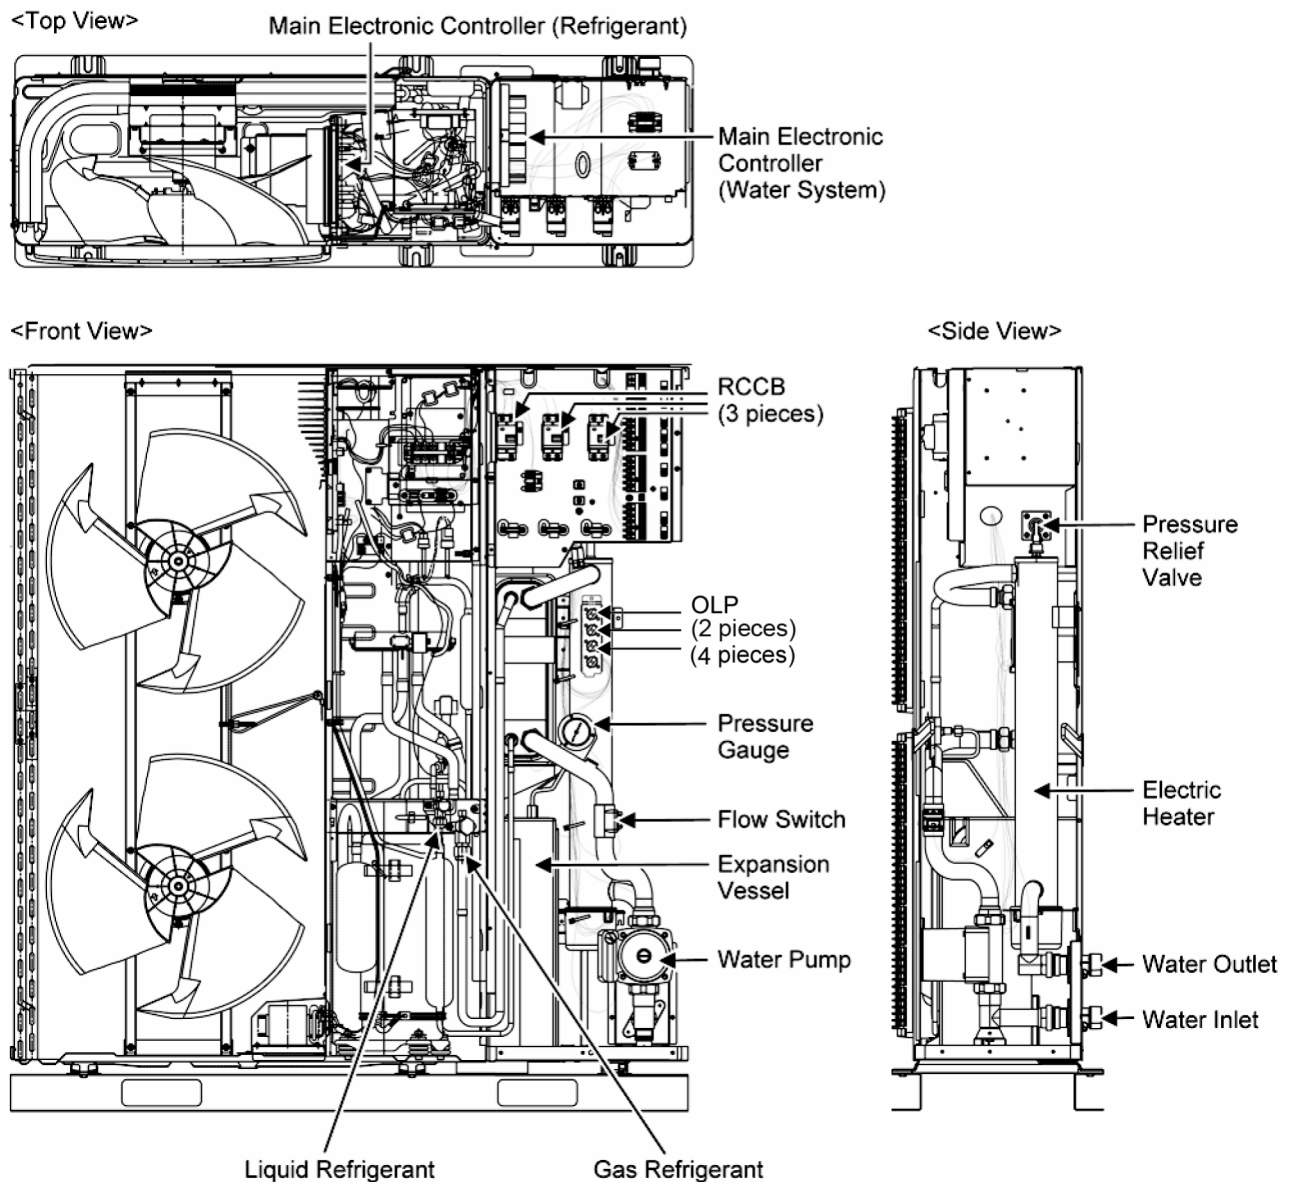 <Top View>
Main Electronic Controller (Refrigerant)
Main Electronic
Controller
(Water System)
<Front View>
<Side View>
RCCB
(3 pieces)
Pressure
Relief
Valve
OLP
(2 pieces)
(4 pieces)
Pressure
Gauge
Electric
Heater
Flow Switch
Expansion
Vessel
Water Pump
Water Outlet
Water Inlet
Liquid Refrigerant
Gas Refrigerant